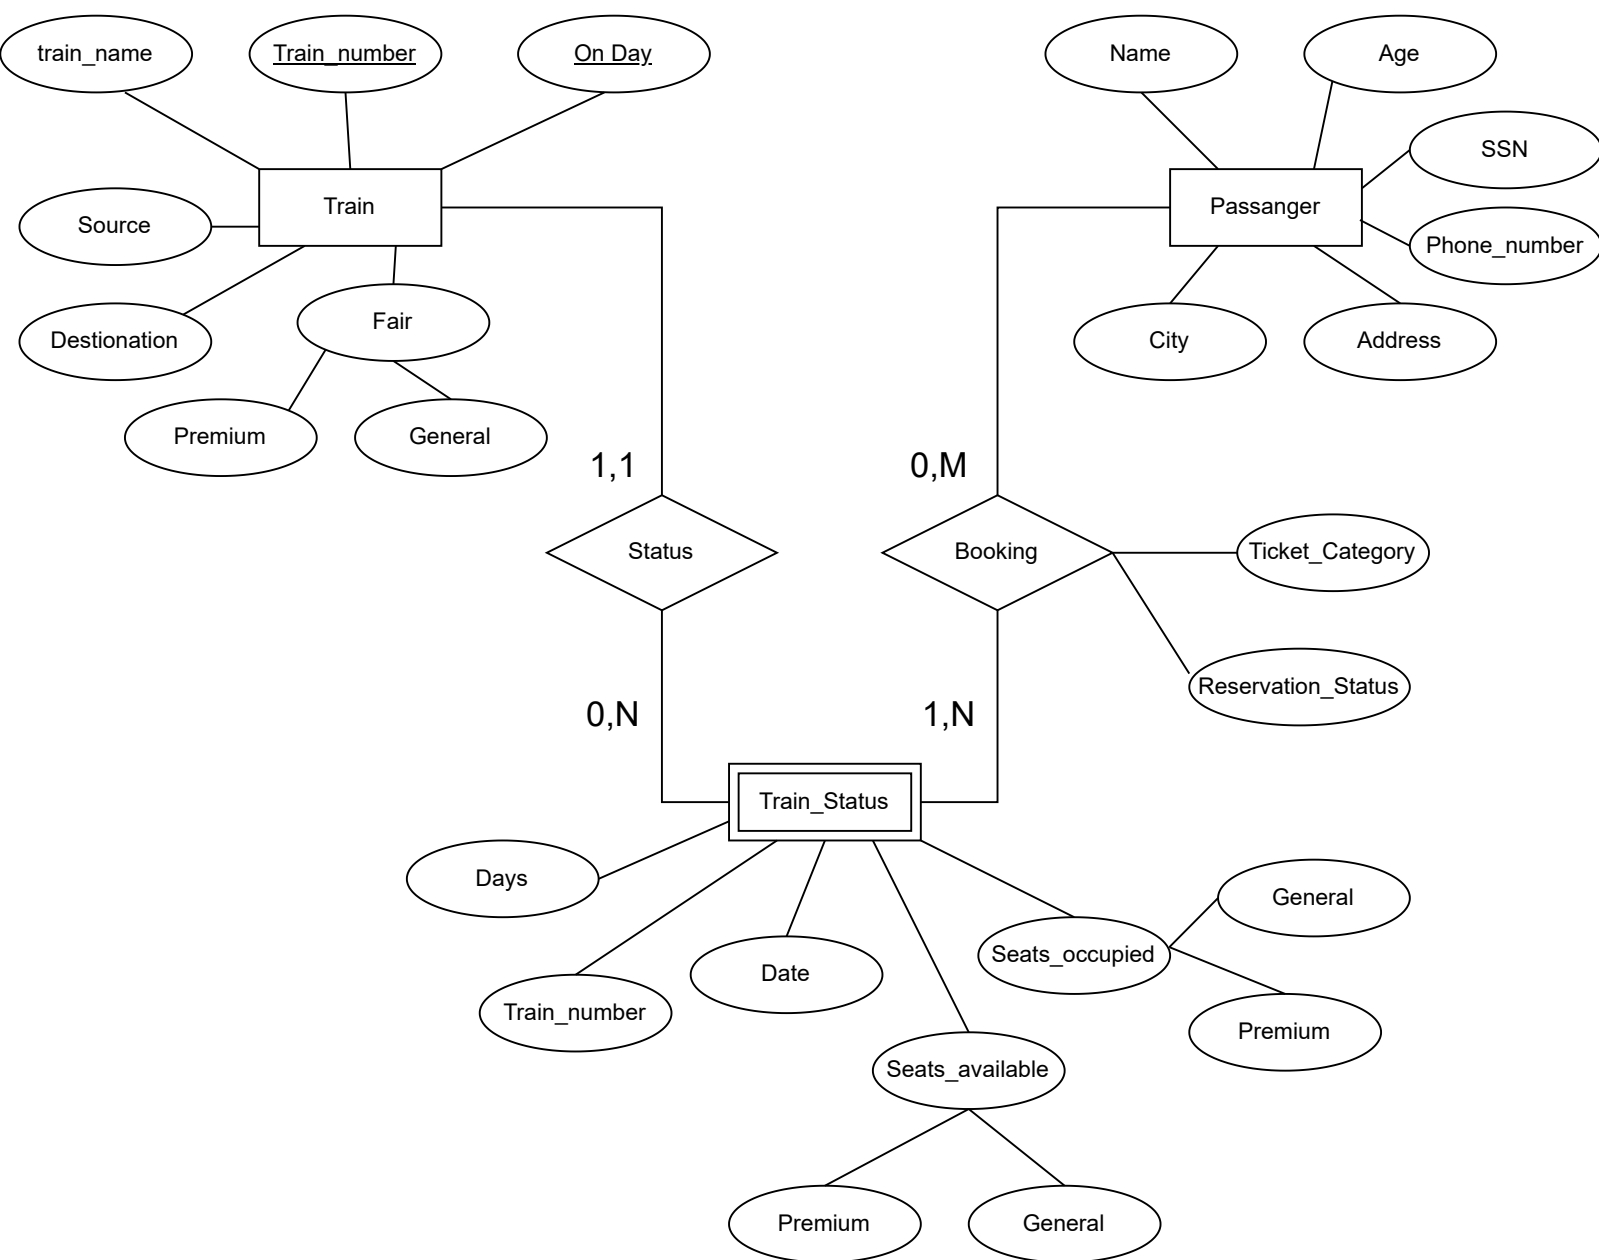 train_name
Train_number
On Day
Name
Age
SSN
Train
Passanger
Source
Phone_number
Destionation
Fair
City
Address
Premium
General
1,1
0,M
Status
Booking
Ticket_Category
Reservation_Status
0,N
1,N
Train_Status
Days
General
Seats_occupied
Date
Train_number
Premium
Seats_available
Premium
General